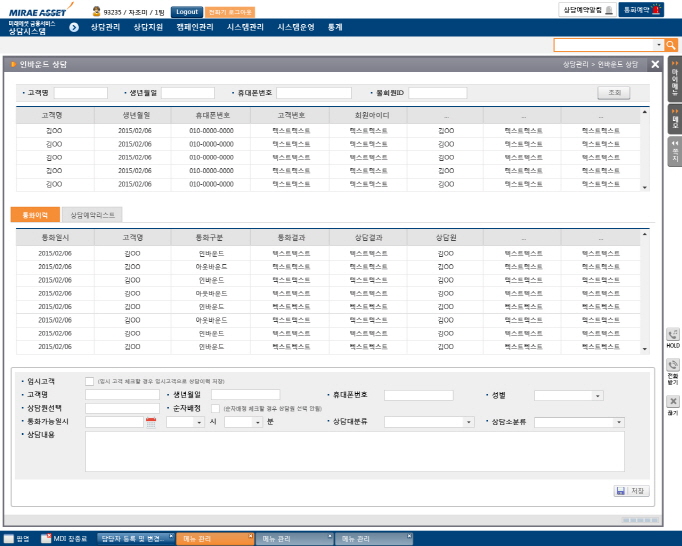 MIRAE ASSET
93235 / 자조미 / 1팀 Logout 전화기 로그아웃 상담예약알림 통화예약
미래에셋 금융서비스
상담시스템
상담관리 상담지원 캠페인관리 시스템관리 시스템운영 통계
인바운드 상담 상담관리 > 인바운드 상담
마이메뉴
메모
쪽지
고객명 생년월일 휴대폰번호 몰회원ID 조회
고객명 생년월일 휴대폰번호 고객번호 회원아이디 ... ... ...
김OO 2015/02/06 010-0000-0000 텍스트텍스트 텍스트텍스트 김OO 텍스트텍스트 텍스트텍스트
김OO 2015/02/06 010-0000-0000 텍스트텍스트 텍스트텍스트 김OO 텍스트텍스트 텍스트텍스트
김OO 2015/02/06 010-0000-0000 텍스트텍스트 텍스트텍스트 김OO 텍스트텍스트 텍스트텍스트
김OO 2015/02/06 010-0000-0000 텍스트텍스트 텍스트텍스트 김OO 텍스트텍스트 텍스트텍스트
김OO 2015/02/06 010-0000-0000 텍스트텍스트 텍스트텍스트 김OO 텍스트텍스트 텍스트텍스트
통화이력 상담예약리스트
통화일시 고객명 통화구분 통화결과 상담결과 상담원 ... ...
2015/02/06 김OO 인바운드 텍스트텍스트 텍스트텍스트 김OO 텍스트텍스트 텍스트텍스트
2015/02/06 김OO 아웃바운드 텍스트텍스트 텍스트텍스트 김OO 텍스트텍스트 텍스트텍스트
2015/02/06 김OO 인바운드 텍스트텍스트 텍스트텍스트 김OO 텍스트텍스트 텍스트텍스트
2015/02/06 김OO 아웃바운드 텍스트텍스트 텍스트텍스트 김OO 텍스트텍스트 텍스트텍스트
2015/02/06 김OO 인바운드 텍스트텍스트 텍스트텍스트 김OO 텍스트텍스트 텍스트텍스트
2015/02/06 김OO 아웃바운드 텍스트텍스트 텍스트텍스트 김OO 텍스트텍스트 텍스트텍스트
2015/02/06 김OO 인바운드 텍스트텍스트 텍스트텍스트 김OO 텍스트텍스트 텍스트텍스트
2015/02/06 김OO 인바운드 텍스트텍스트 텍스트텍스트 김OO 텍스트텍스트 텍스트텍스트
HOLD
전화받기
끊기
임시고객 (임시 고객 체크할 경우 임시고객으로 상담이력 저장)
고객명 생년월일 휴대폰번호 성별
상담원선택 순자배정 (순자배정 체크할 경우 상담원 선택 안됨)
통화가능일시 시 분 상담대분류 상담소분류
상담내용
저장
팝업 MDI 창종료 담당자 등록 및 변경... 메뉴 관리 메뉴 관리 메뉴 관리